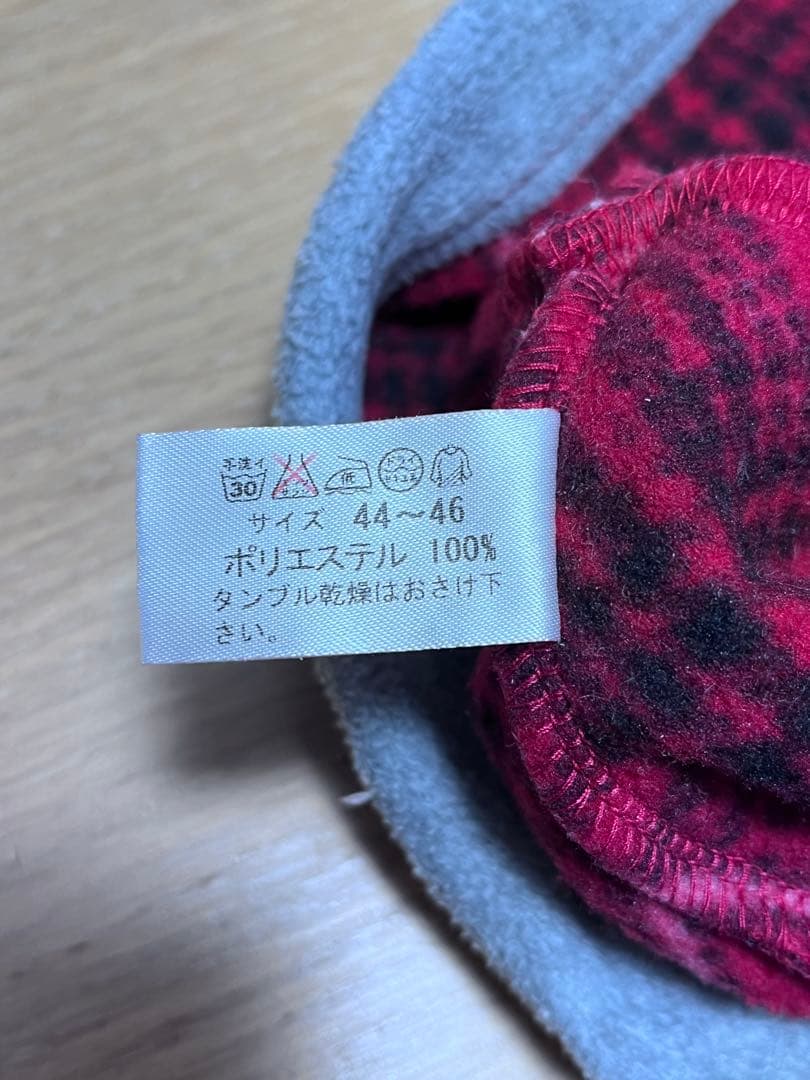 手洗イ
30
低
サイズ 44～46
ポリエステル 100%
タンブル乾燥はおさけ下
さい。